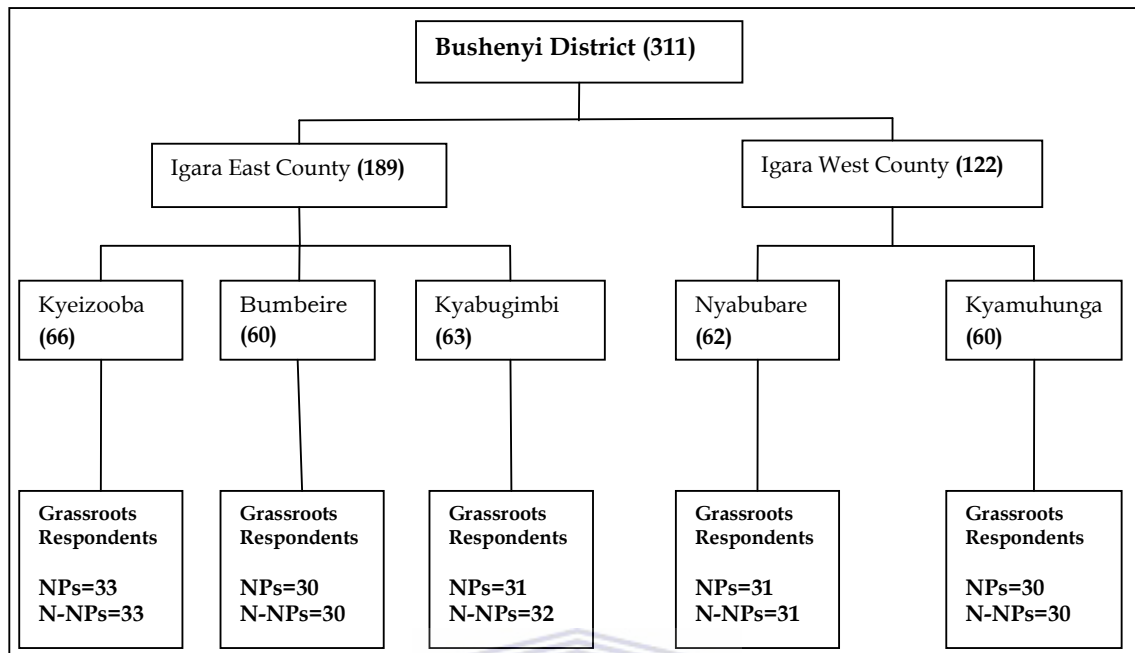 Bushenyi District (311)
Igara East County (189)
Igara West County (122)
Kyeizooba
(66)
Bumbeire
(60)
Kyabugimbi
(63)
Nyabubare
(62)
Kyamuhunga
(60)
Grassroots
Respondents
NPs=33
N-NPs=33
Grassroots
Respondents
NPs=30
N-NPs=30
Grassroots
Respondents
NPs=31
N-NPs=32
Grassroots
Respondents
NPs=31
N-NPs=31
Grassroots
Respondents
NPs=30
N-NPs=30